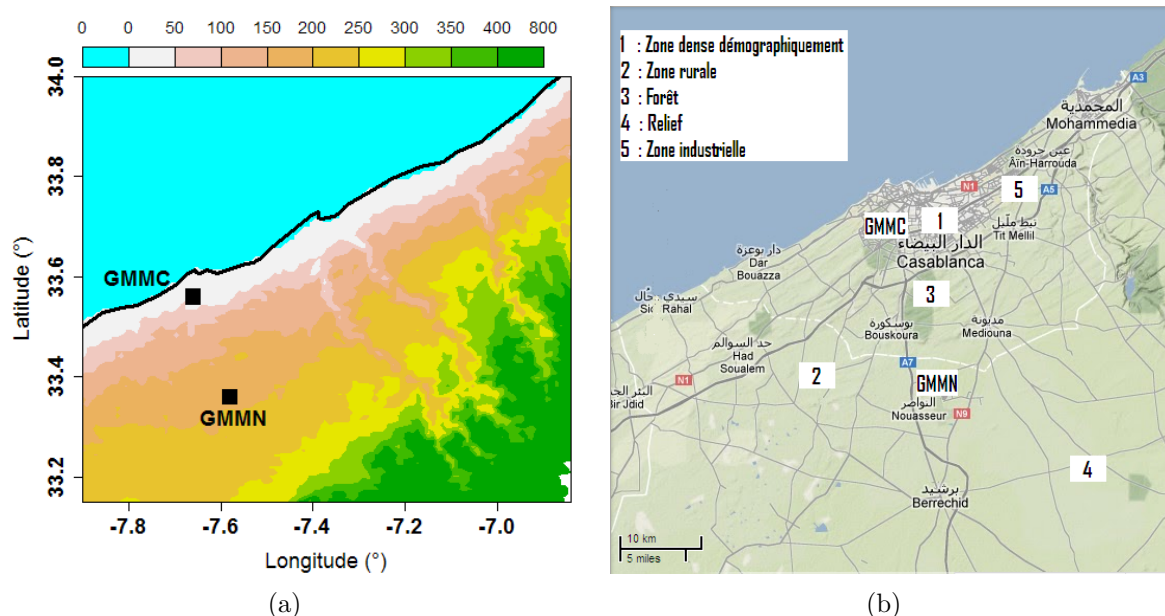 0 0 50 100 150 200 250 300 350 400 800
34.0
33.8
33.6
33.4
33.2
Latitude (°)
GMMC
GMMN
-7.8 -7.6 -7.4 -7.2 -7.0
Longitude (°)
(a)
1 : Zone dense démographiquement
2 : Zone rurale
3 : Forêt
4 : Relief
5 : Zone industrielle
A3
المحمدية
Mohammedia
عين حرودة
Aïn-Harrouda
N1
5
A5
GMMC
1
تيط مليل
Tit Mellil
الدار البيضاء
Casablanca
دار بوعزة
Dar
Bouazza
3
سيدي رحال
Sidi Rahal
بوسكورة
Bouskoura
مديونة
Mediouna
حد السوالم
Had
Soualem
A7
2
GMMN
N1
النواصر
Nouasseur
N9
Bir Jdid
4
برشيد
Berrechid
10 km
5 miles
(b)